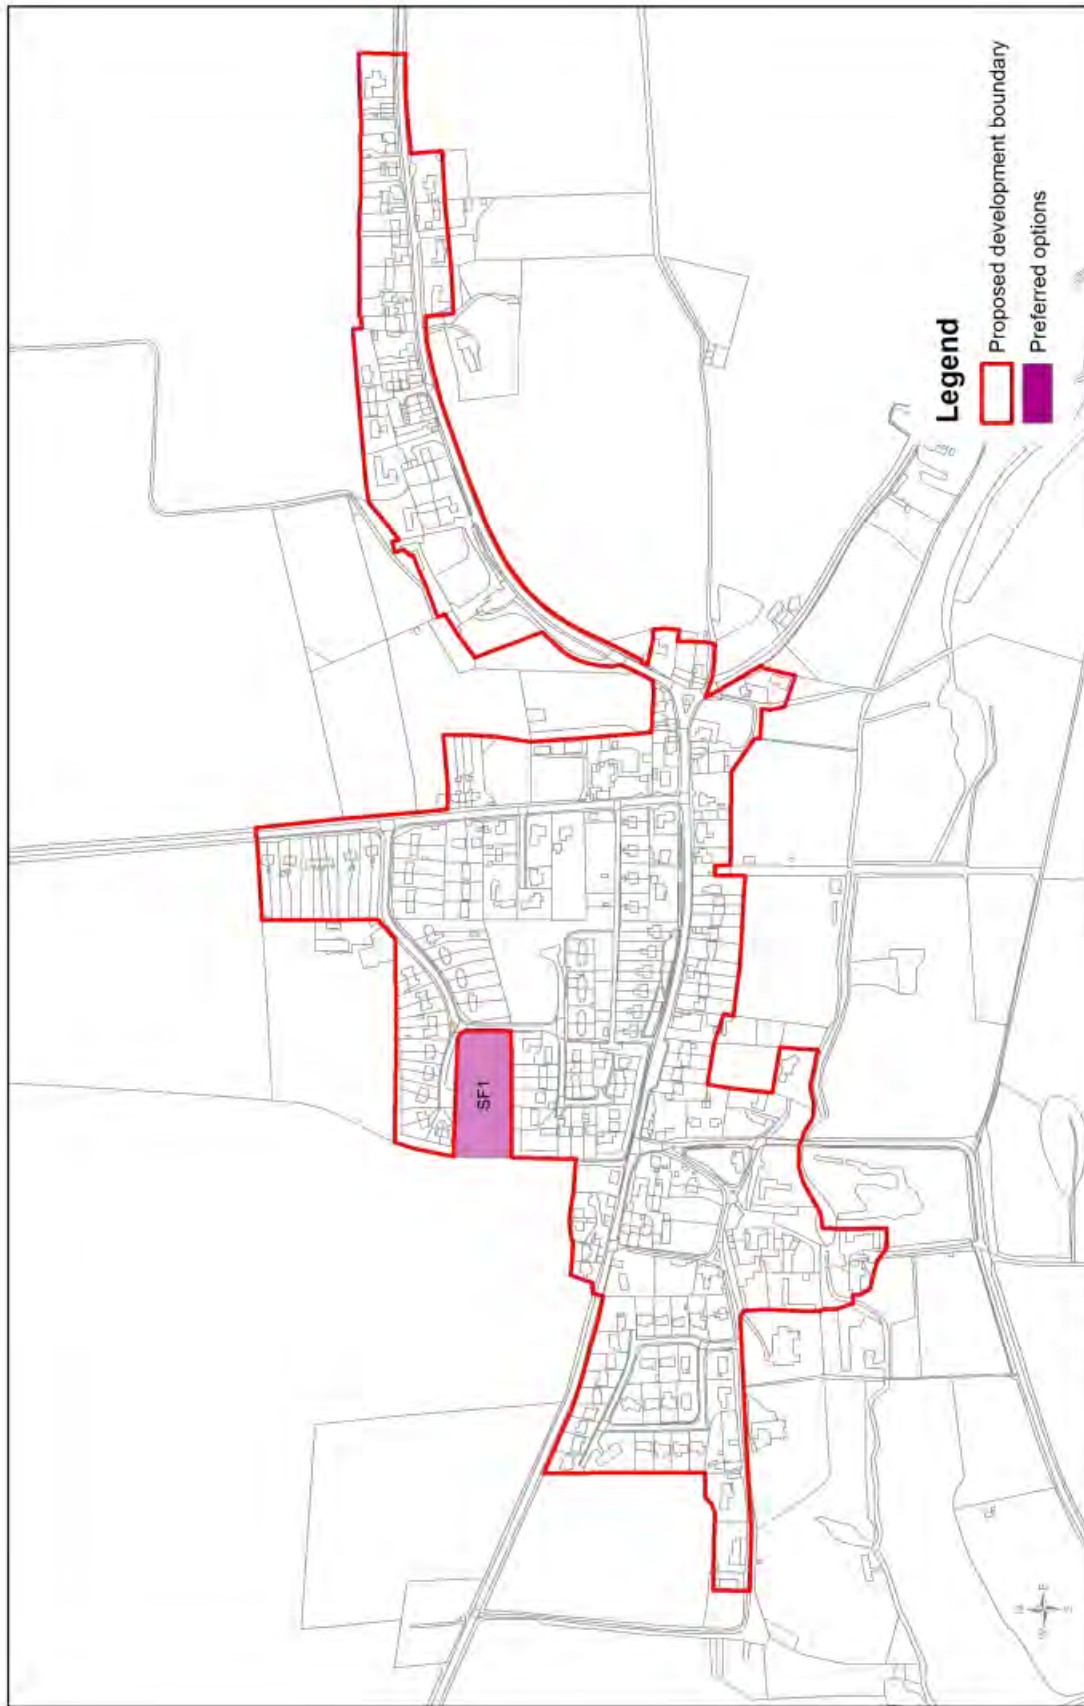 SF1
Legend
Proposed development boundary
Preferred options
N
W
E
S